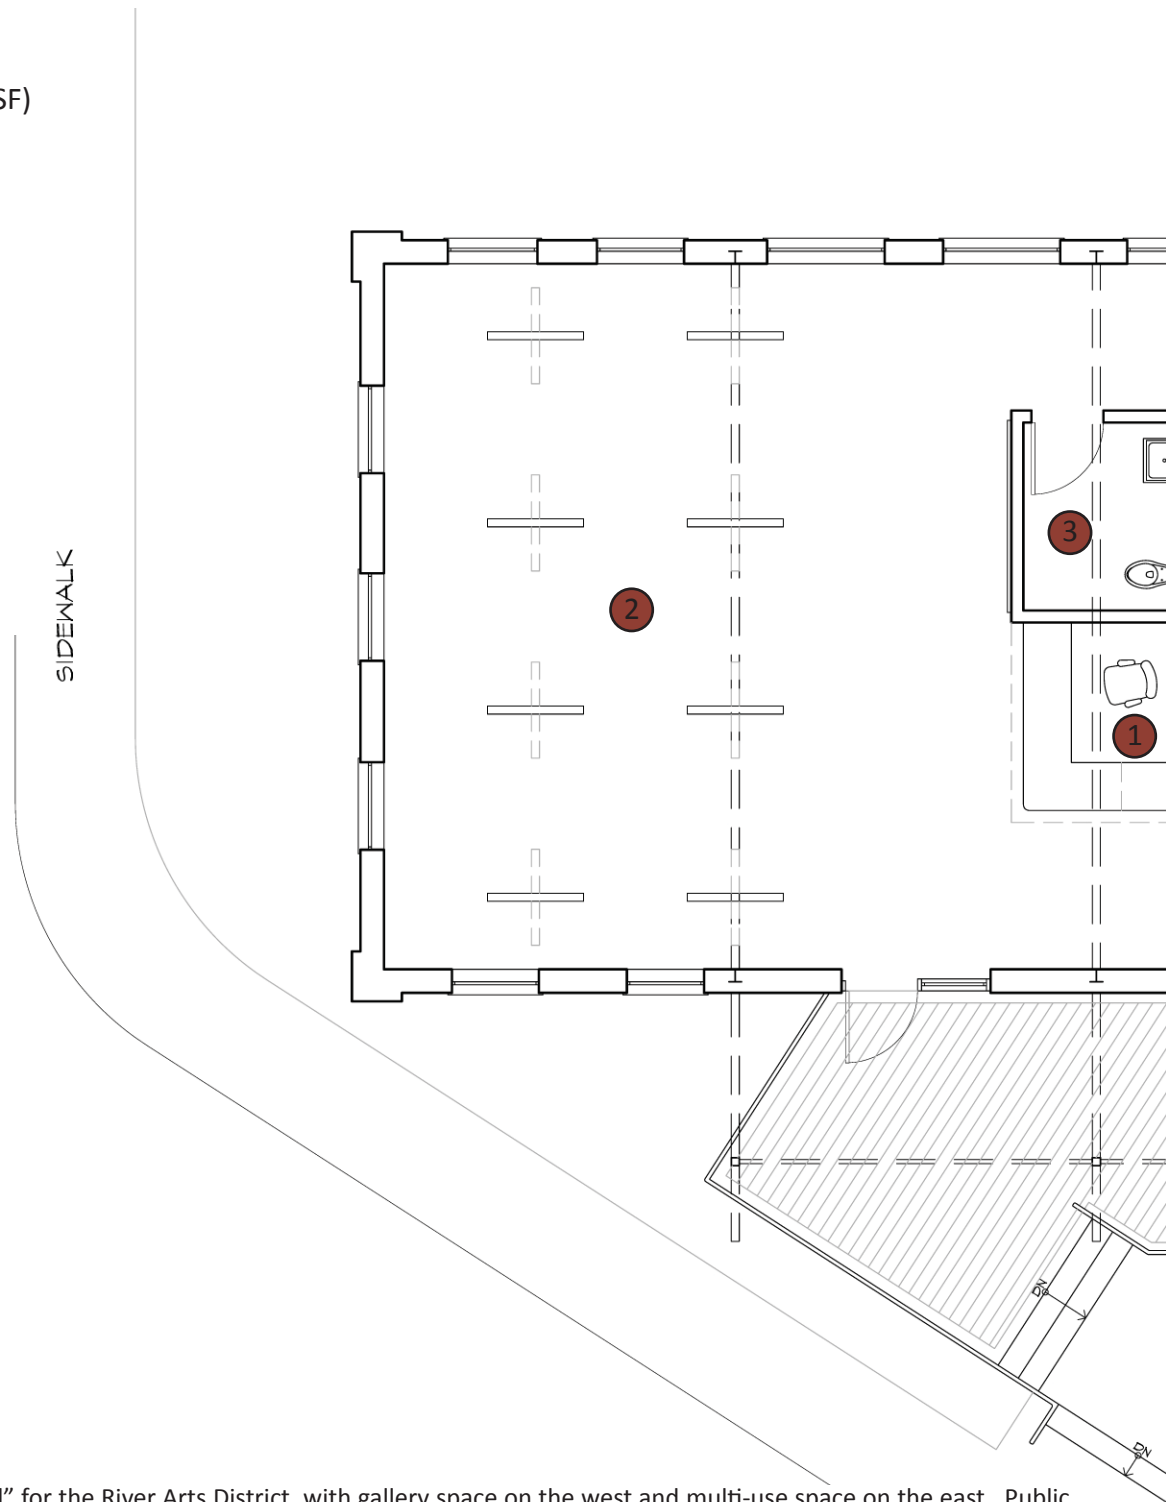 SF)
SIDEWALK
3
2
1
DN
DN
for the River Arts District, with gallery space on the west and multi-use space on the east. Public